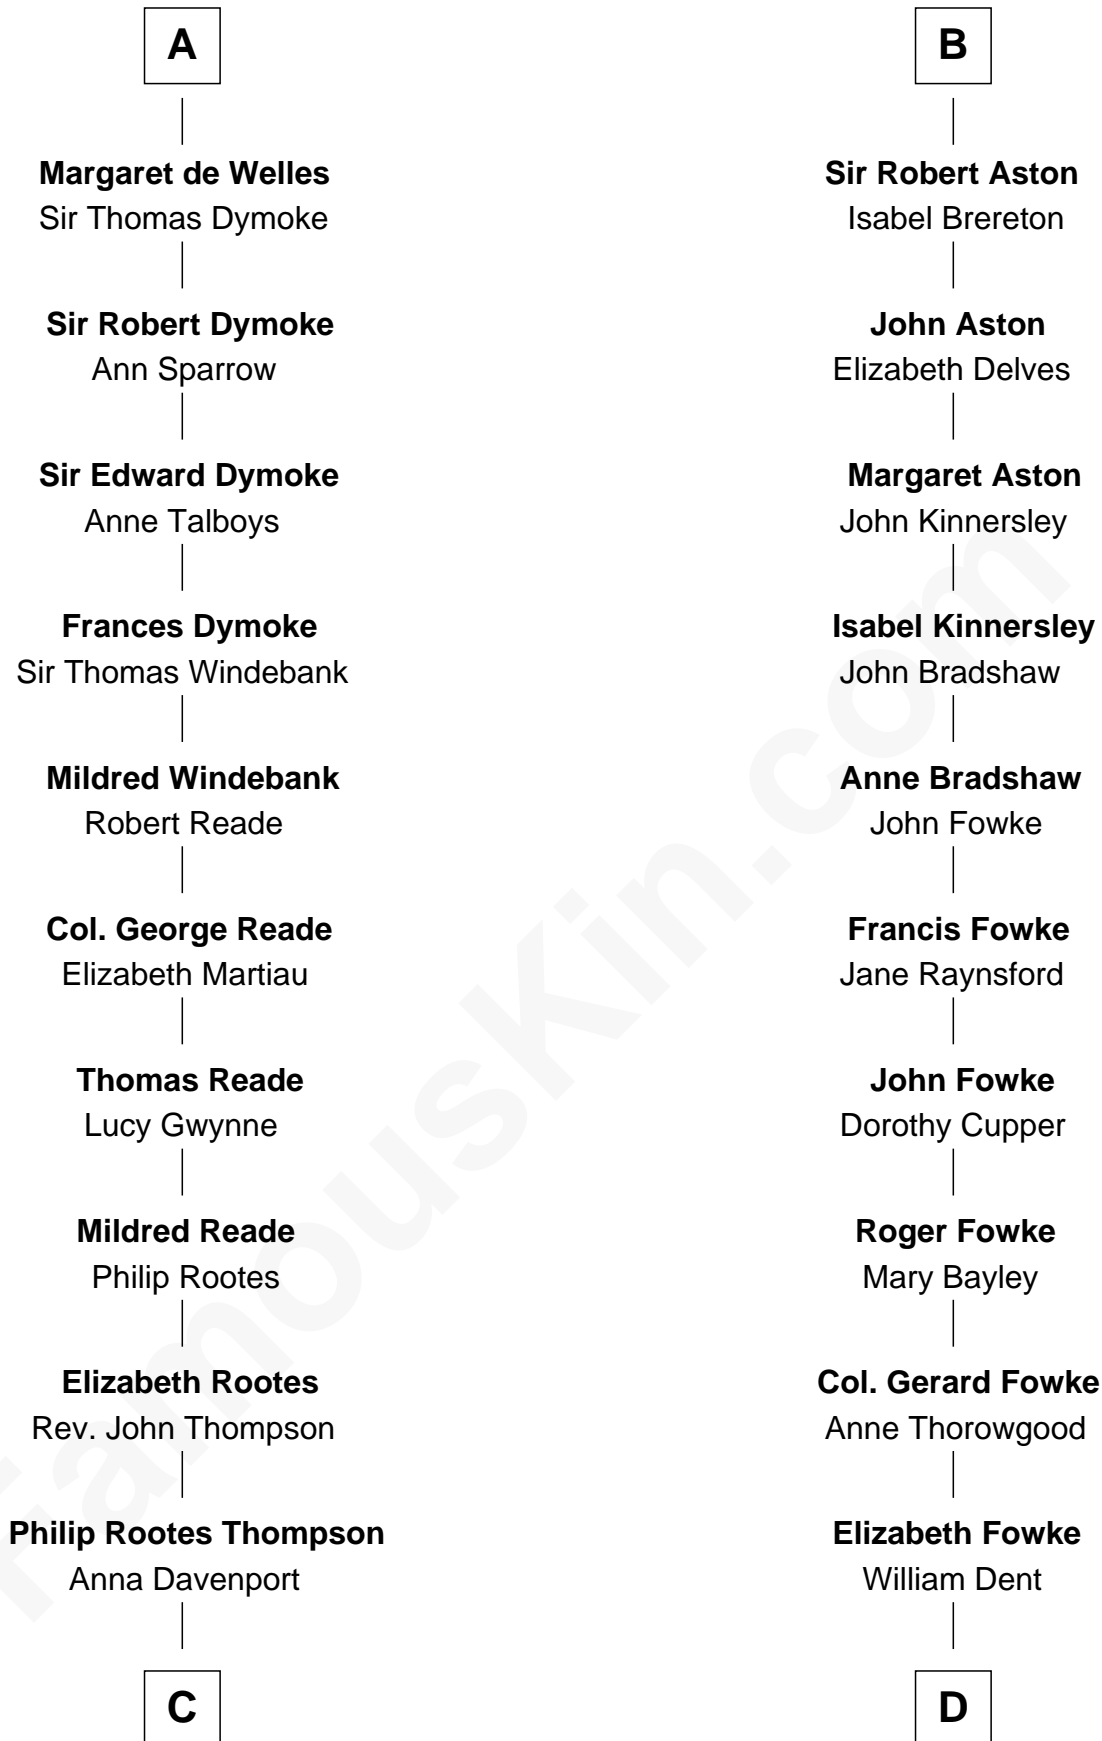 A
Margaret de Welles
Sir Thomas Dymoke
Sir Robert Dymoke
Ann Sparrow
Sir Edward Dymoke
Anne Talboys
Frances Dymoke
Sir Thomas Windebank
Mildred Windebank
Robert Reade
Col. George Reade
Elizabeth Martiau
Thomas Reade
Lucy Gwynne
Mildred Reade
Philip Rootes
Elizabeth Rootes
Rev. John Thompson
Philip Rootes Thompson
Anna Davenport
C
B
Sir Robert Aston
Isabel Brereton
John Aston
Elizabeth Delves
Margaret Aston
John Kinnersley
Isabel Kinnersley
John Bradshaw
Anne Bradshaw
John Fowke
Francis Fowke
Jane Raynsford
John Fowke
Dorothy Cupper
Roger Fowke
Mary Bayley
Col. Gerard Fowke
Anne Thorowgood
Elizabeth Fowke
William Dent
D
FamousKin.com